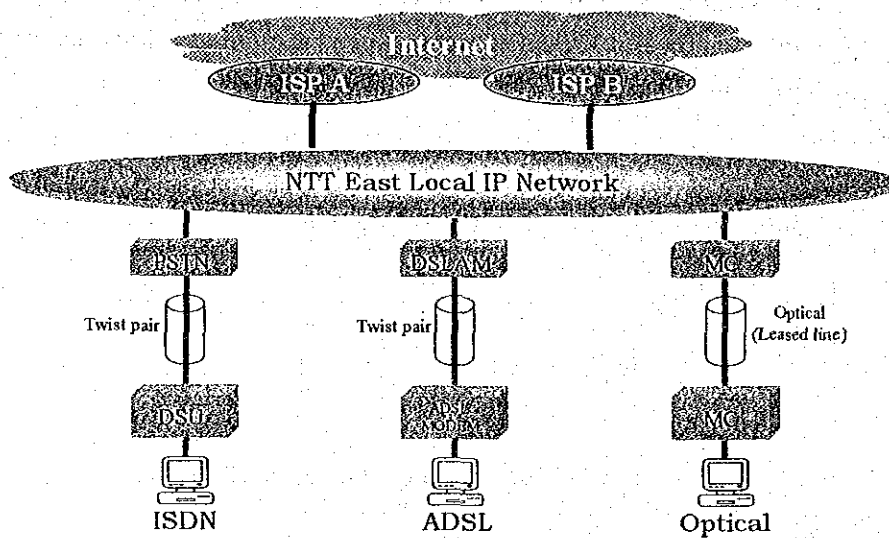 Internet
ISP A
ISP B
NTT East Local IP Network
PSTN
DSLAM
MC
Twist pair
Twist pair
Optical
(Leased line)
DSU
ADSL
MODEM
MC
ISDN
ADSL
Optical